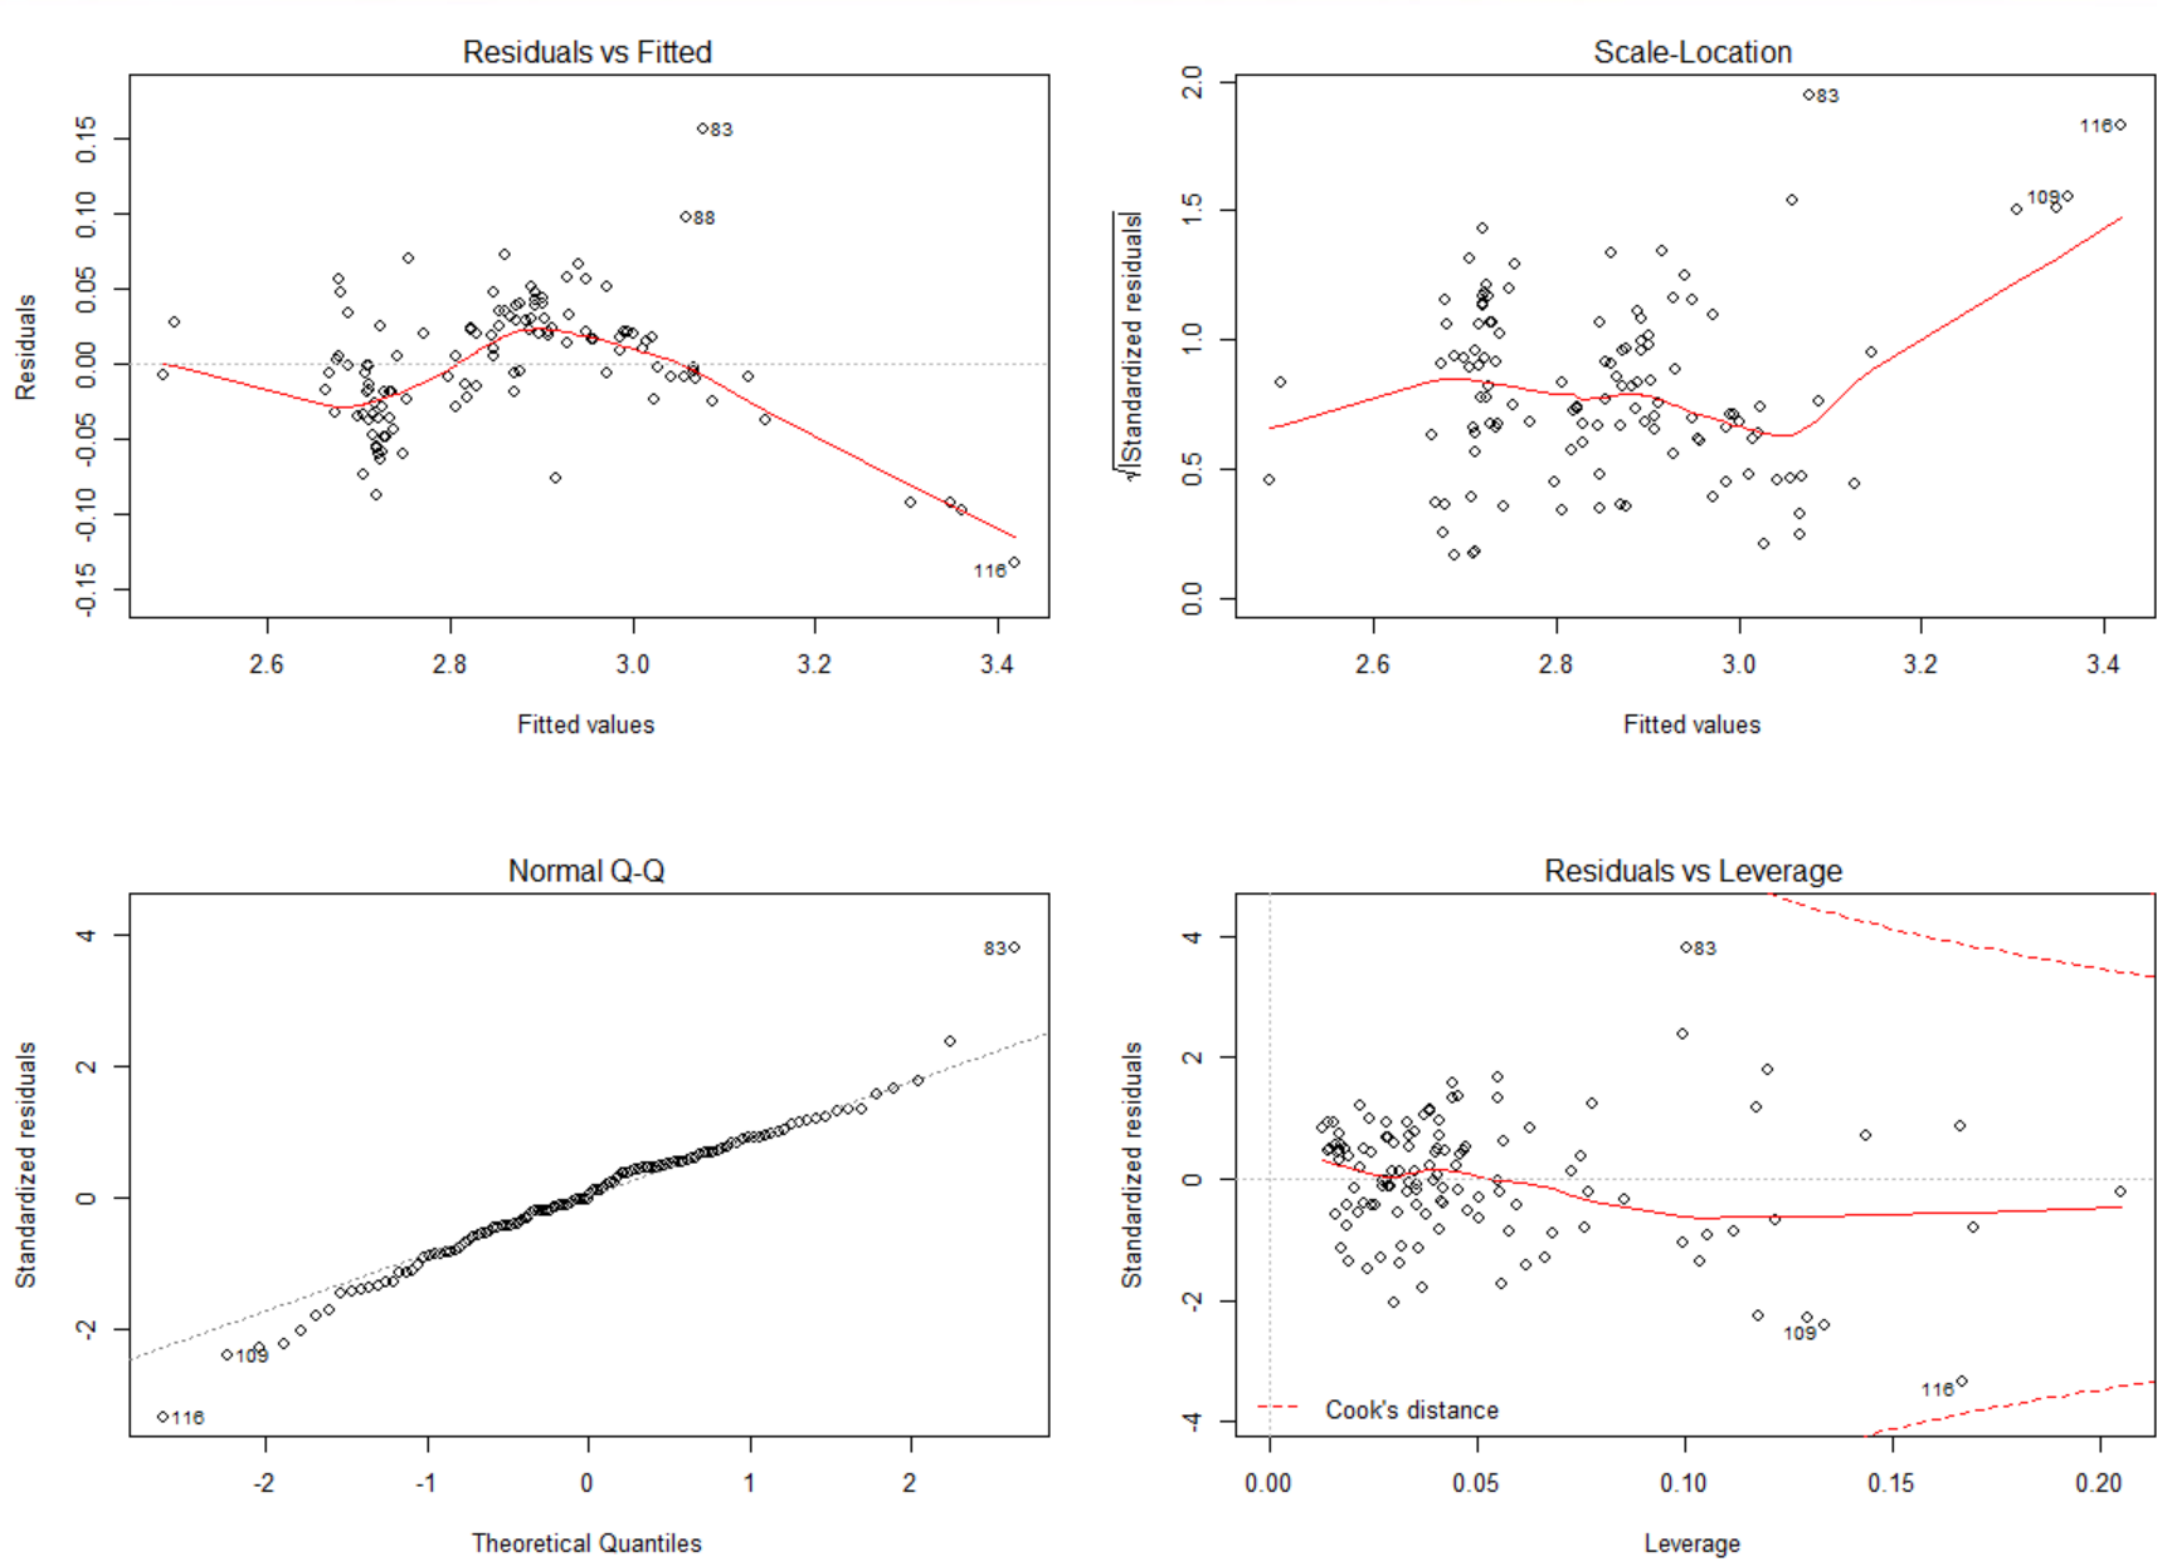 Residuals vs Fitted
Residuals
-0.15 -0.10 -0.05 0.00 0.05 0.10 0.15
83
88
116
2.6 2.8 3.0 3.2 3.4
Fitted values
Scale-Location
√|Standardized residuals|
0.0 0.5 1.0 1.5 2.0
83
116
109
2.6 2.8 3.0 3.2 3.4
Fitted values
Normal Q-Q
Standardized residuals
-2 0 2 4
83
109
116
-2 -1 0 1 2
Theoretical Quantiles
Residuals vs Leverage
Standardized residuals
-4 -2 0 2 4
83
109
116
Cook's distance
0.00 0.05 0.10 0.15 0.20
Leverage